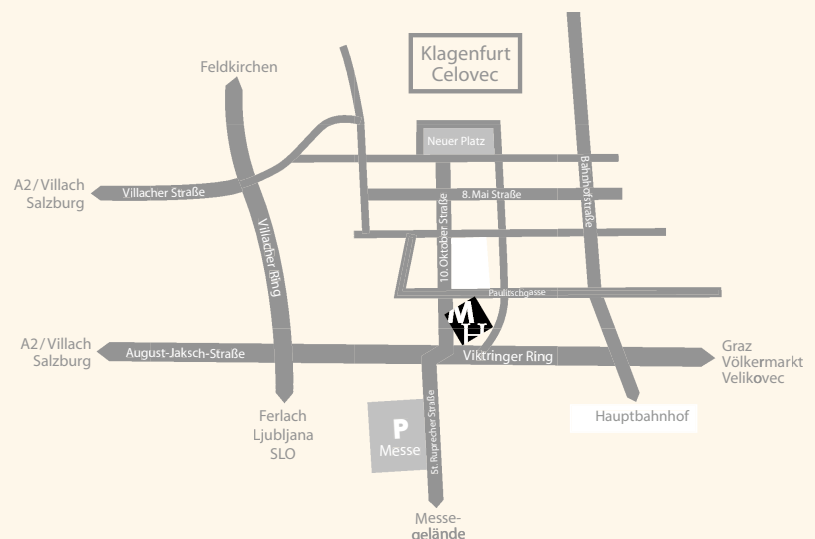 Klagenfurt
Celovec
Feldkirchen
Neuer Platz
A2/Villach
Salzburg
Villacher Straße
8. Mai Straße
Bahnhofstraße
10. Oktober Straße
Villacher Ring
Paulitschgasse
M
H
A2/Villach
Salzburg
August-Jaksch-Straße
Viktringer Ring
Graz
Völkermarkt
Velikovec
St. Ruprechter Straße
Ferlach
Ljubljana
SLO
P
Messe
Hauptbahnhof
Messe-
gelände